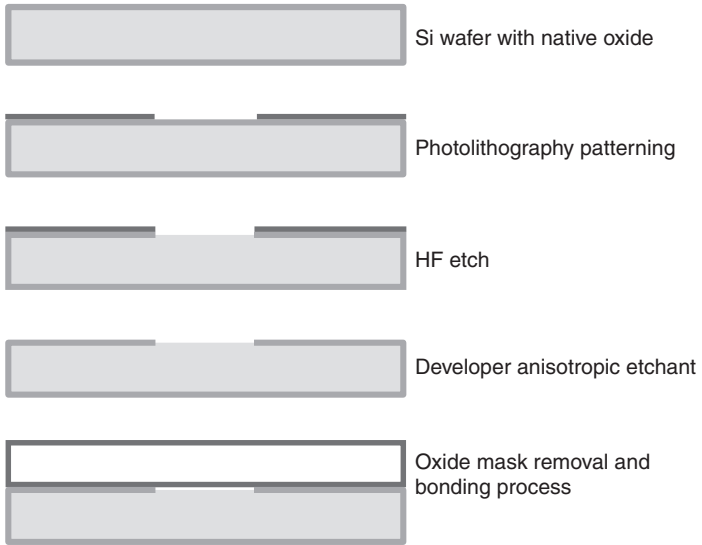 Si wafer with native oxide
Photolithography patterning
HF etch
Developer anisotropic etchant
Oxide mask removal and
bonding process